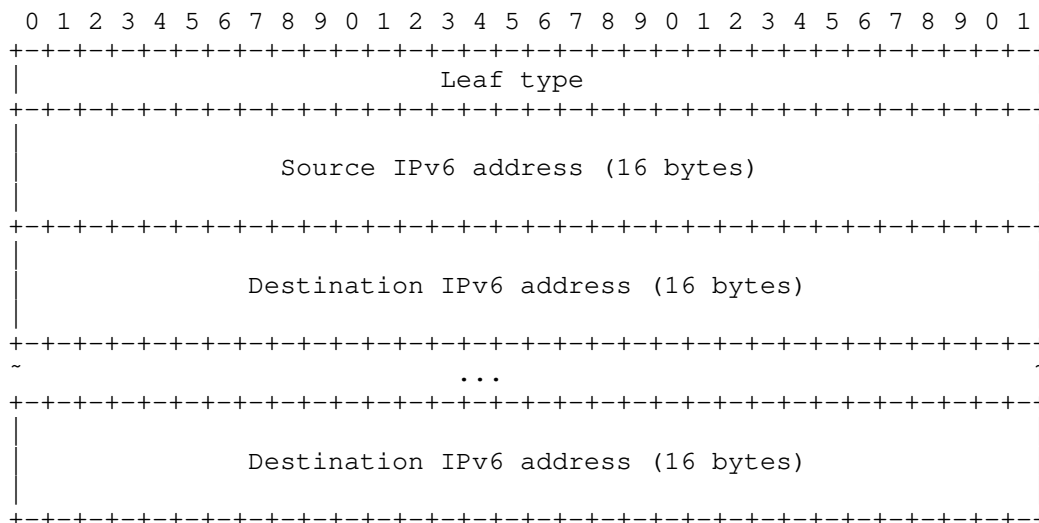 0 1 2 3 4 5 6 7 8 9 0 1 2 3 4 5 6 7 8 9 0 1 2 3 4 5 6 7 8 9 0 1
+-+-+-+-+-+-+-+-+-+-+-+-+-+-+-+-+-+-+-+-+-+-+-+-+-+-+-+-+-+-+-+--
|                          Leaf type
+-+-+-+-+-+-+-+-+-+-+-+-+-+-+-+-+-+-+-+-+-+-+-+-+-+-+-+-+-+-+-+--
|
|                Source IPv6 address (16 bytes)
|
+-+-+-+-+-+-+-+-+-+-+-+-+-+-+-+-+-+-+-+-+-+-+-+-+-+-+-+-+-+-+-+--
|
|              Destination IPv6 address (16 bytes)
|
+-+-+-+-+-+-+-+-+-+-+-+-+-+-+-+-+-+-+-+-+-+-+-+-+-+-+-+-+-+-+-+--
~                           ...                                 ~
+-+-+-+-+-+-+-+-+-+-+-+-+-+-+-+-+-+-+-+-+-+-+-+-+-+-+-+-+-+-+-+--
|
|              Destination IPv6 address (16 bytes)
|
+-+-+-+-+-+-+-+-+-+-+-+-+-+-+-+-+-+-+-+-+-+-+-+-+-+-+-+-+-+-+-+--